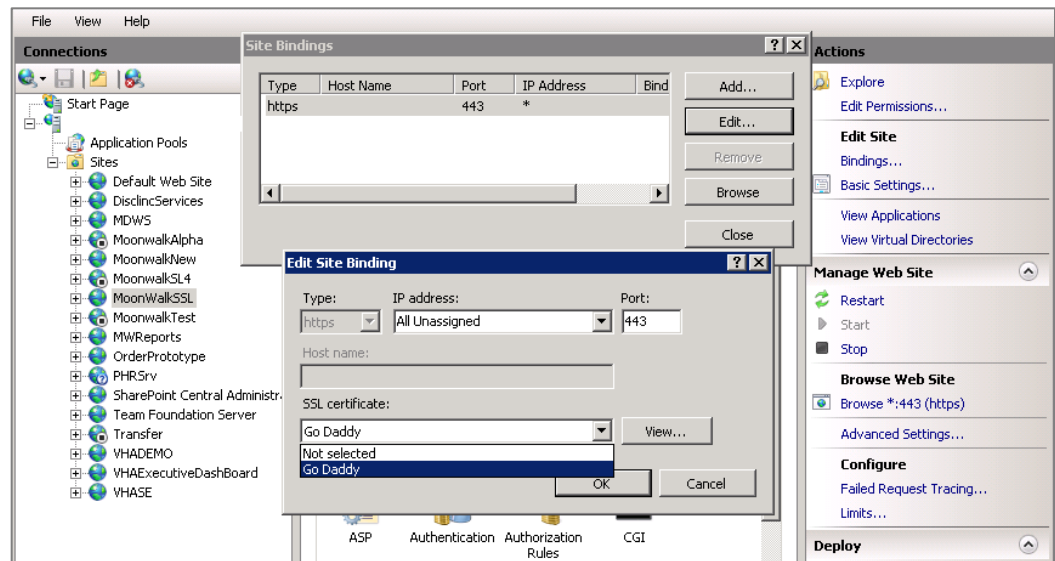 File View Help
Connections
Start Page
Application Pools
Sites
Default Web Site
DisclincServices
MDWS
MoonwalkAlpha
MoonwalkNew
MoonwalkSL4
MoonWalkSSL
MoonwalkTest
MWReports
OrderPrototype
PHRSrv
SharePoint Central Administr
Team Foundation Server
Transfer
VHADEMO
VHAExecutiveDashBoard
VHASE
Site Bindings
Type Host Name Port IP Address Bind
https 443 *
Add...
Edit...
Remove
Browse
Close
Edit Site Binding
Type: IP address: Port:
https All Unassigned 443
Host name:
SSL certificate:
Go Daddy View...
Not selected
Go Daddy
OK Cancel
ASP Authentication Authorization CGI
Rules
Actions
Explore
Edit Permissions...
Edit Site
Bindings...
Basic Settings...
View Applications
View Virtual Directories
Manage Web Site
Restart
Start
Stop
Browse Web Site
Browse *:443 (https)
Advanced Settings...
Configure
Failed Request Tracing...
Limits...
Deploy